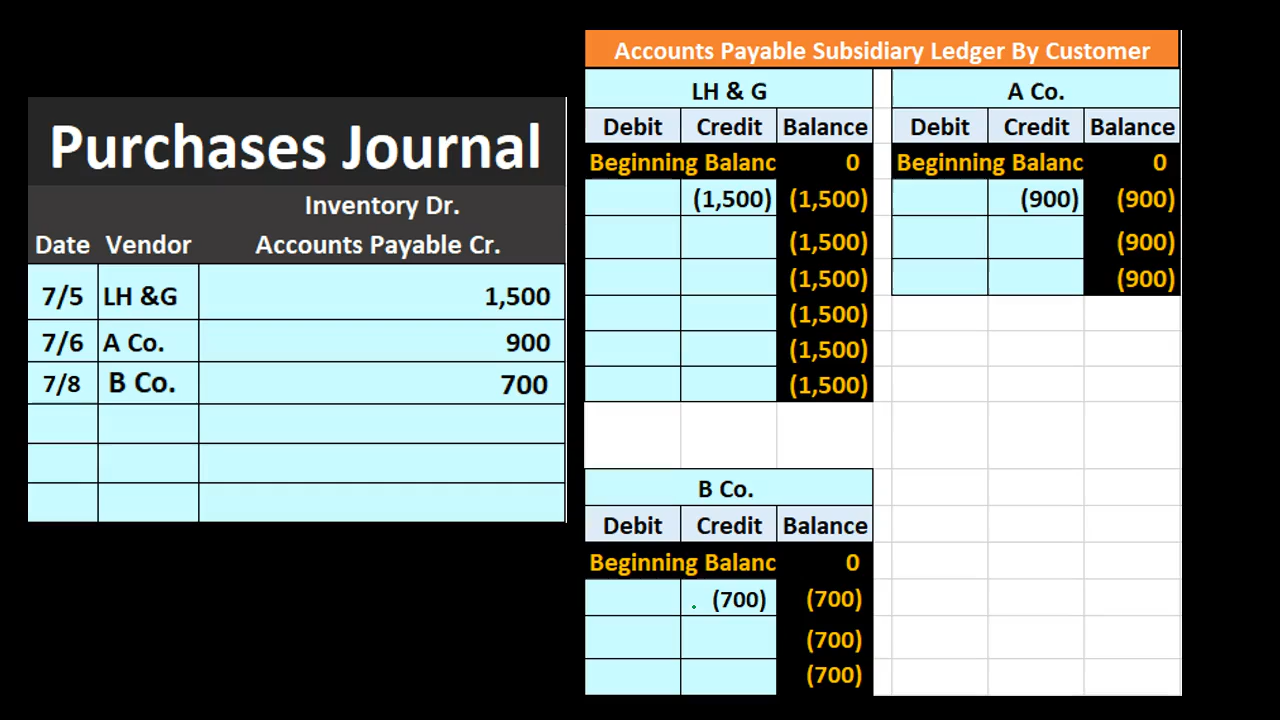 Purchases Journal
Inventory Dr.
Date Vendor Accounts Payable Cr.
7/5 LH &G 1,500
7/6 A Co. 900
7/8 B Co. 700
Accounts Payable Subsidiary Ledger By Customer
LH & G
Debit Credit Balance
Beginning Balanc 0
(1,500) (1,500)
(1,500)
(1,500)
(1,500)
(1,500)
(1,500)
A Co.
Debit Credit Balance
Beginning Balanc 0
(900) (900)
(900)
(900)
B Co.
Debit Credit Balance
Beginning Balanc 0
(700) (700)
(700)
(700)